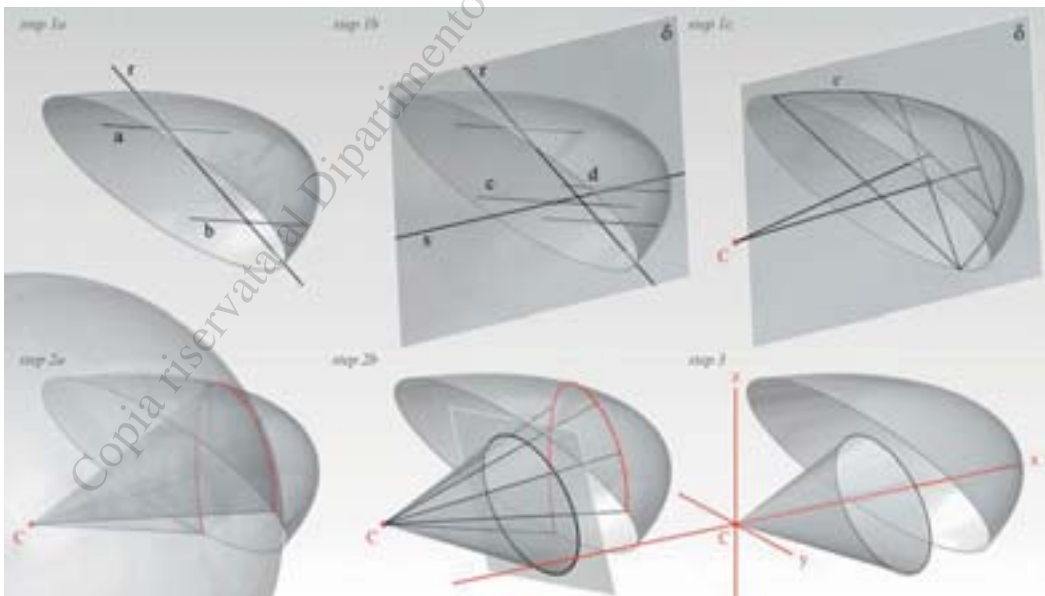 step 1a
step 1b
step 1c
r
a
b
δ
r
c
d
s
δ
c
C
step 2a
step 2b
step 3
C
C
z
x
C
y
Copia riservata al Dipartimento